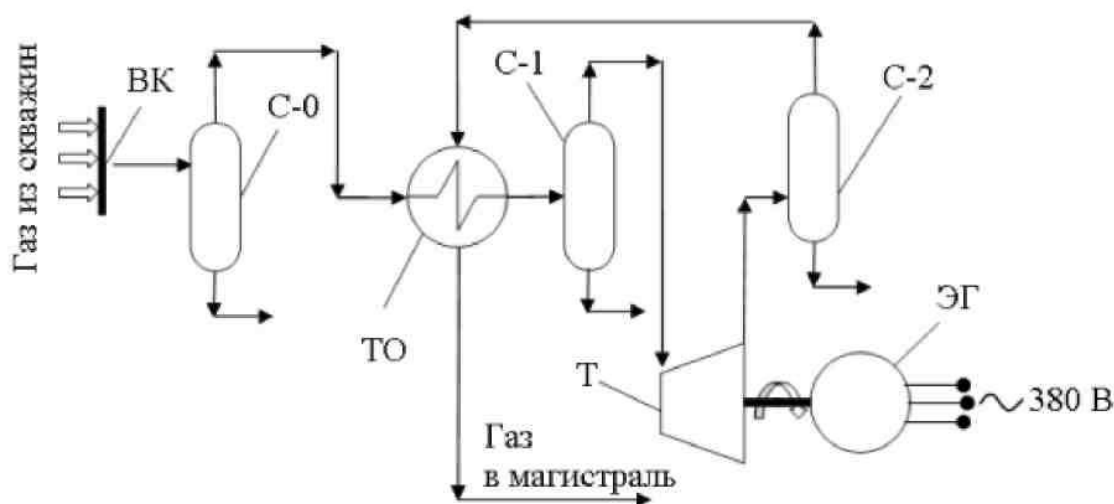 Газ из скважин
ВК
С-0
С-1
С-2
ТО
Т
ЭГ
380 В
Газ
в магистраль